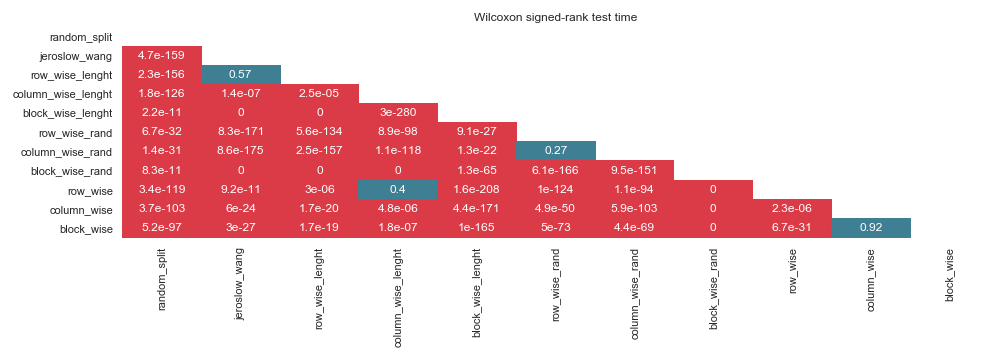 Wilcoxon signed-rank test time
random_split
jeroslow_wang 4.7e-159
row_wise_lenght 2.3e-156 0.57
column_wise_lenght 1.8e-126 1.4e-07 2.5e-05
block_wise_lenght 2.2e-11 0 0 3e-280
row_wise_rand 6.7e-32 8.3e-171 5.6e-134 8.9e-98 9.1e-27
column_wise_rand 1.4e-31 8.6e-175 2.5e-157 1.1e-118 1.3e-22 0.27
block_wise_rand 8.3e-11 0 0 0 1.3e-65 6.1e-166 9.5e-151
row_wise 3.4e-119 9.2e-11 3e-06 0.4 1.6e-208 1e-124 1.1e-94 0
column_wise 3.7e-103 6e-24 1.7e-20 4.8e-06 4.4e-171 4.9e-50 5.9e-103 0 2.3e-06
block_wise 5.2e-97 3e-27 1.7e-19 1.8e-07 1e-165 5e-73 4.4e-69 0 6.7e-31 0.92
random_split
jeroslow_wang
row_wise_lenght
column_wise_lenght
block_wise_lenght
row_wise_rand
column_wise_rand
block_wise_rand
row_wise
column_wise
block_wise